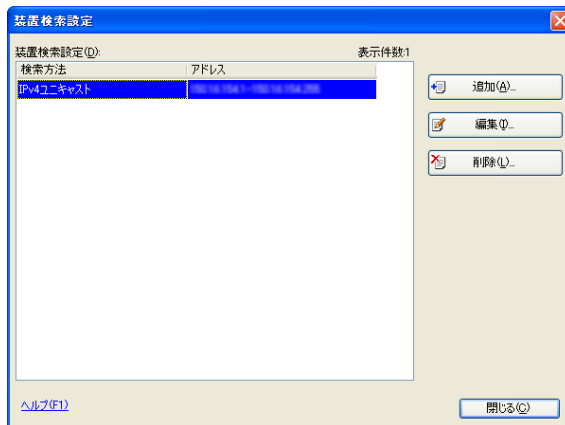 装置検索設定
装置検索設定(D): 表示件数:1
検索方法 アドレス
IPv4ユニキャスト
追加(A)...
編集(I)...
削除(L)...
ヘルプ(F1)
閉じる(C)